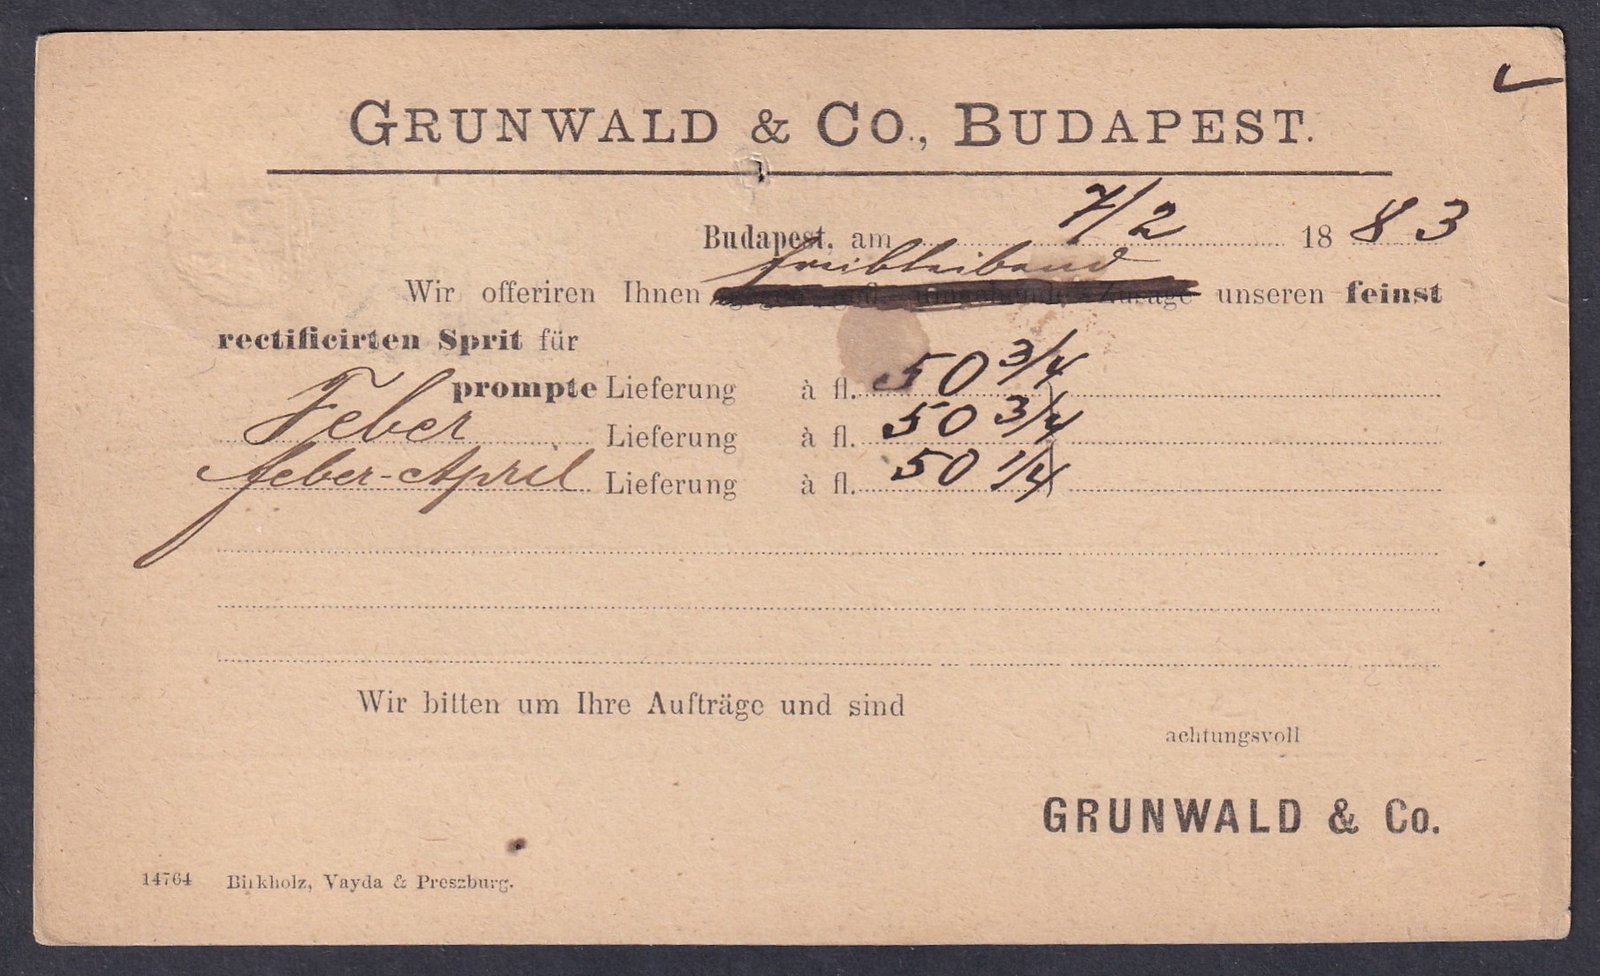 GRUNWALD & CO., BUDAPEST.
Budapest, am 7/2 1883
freibleibend
Wir offeriren Ihnen unseren feinst
rectificirten Sprit für
prompte Lieferung à fl. 50 3/4
Feber Lieferung à fl. 50 3/4
Feber-April Lieferung à fl. 50 1/4
Wir bitten um Ihre Aufträge und sind
achtungsvoll
GRUNWALD & Co.
14764 Birkholz, Vayda & Preszburg.